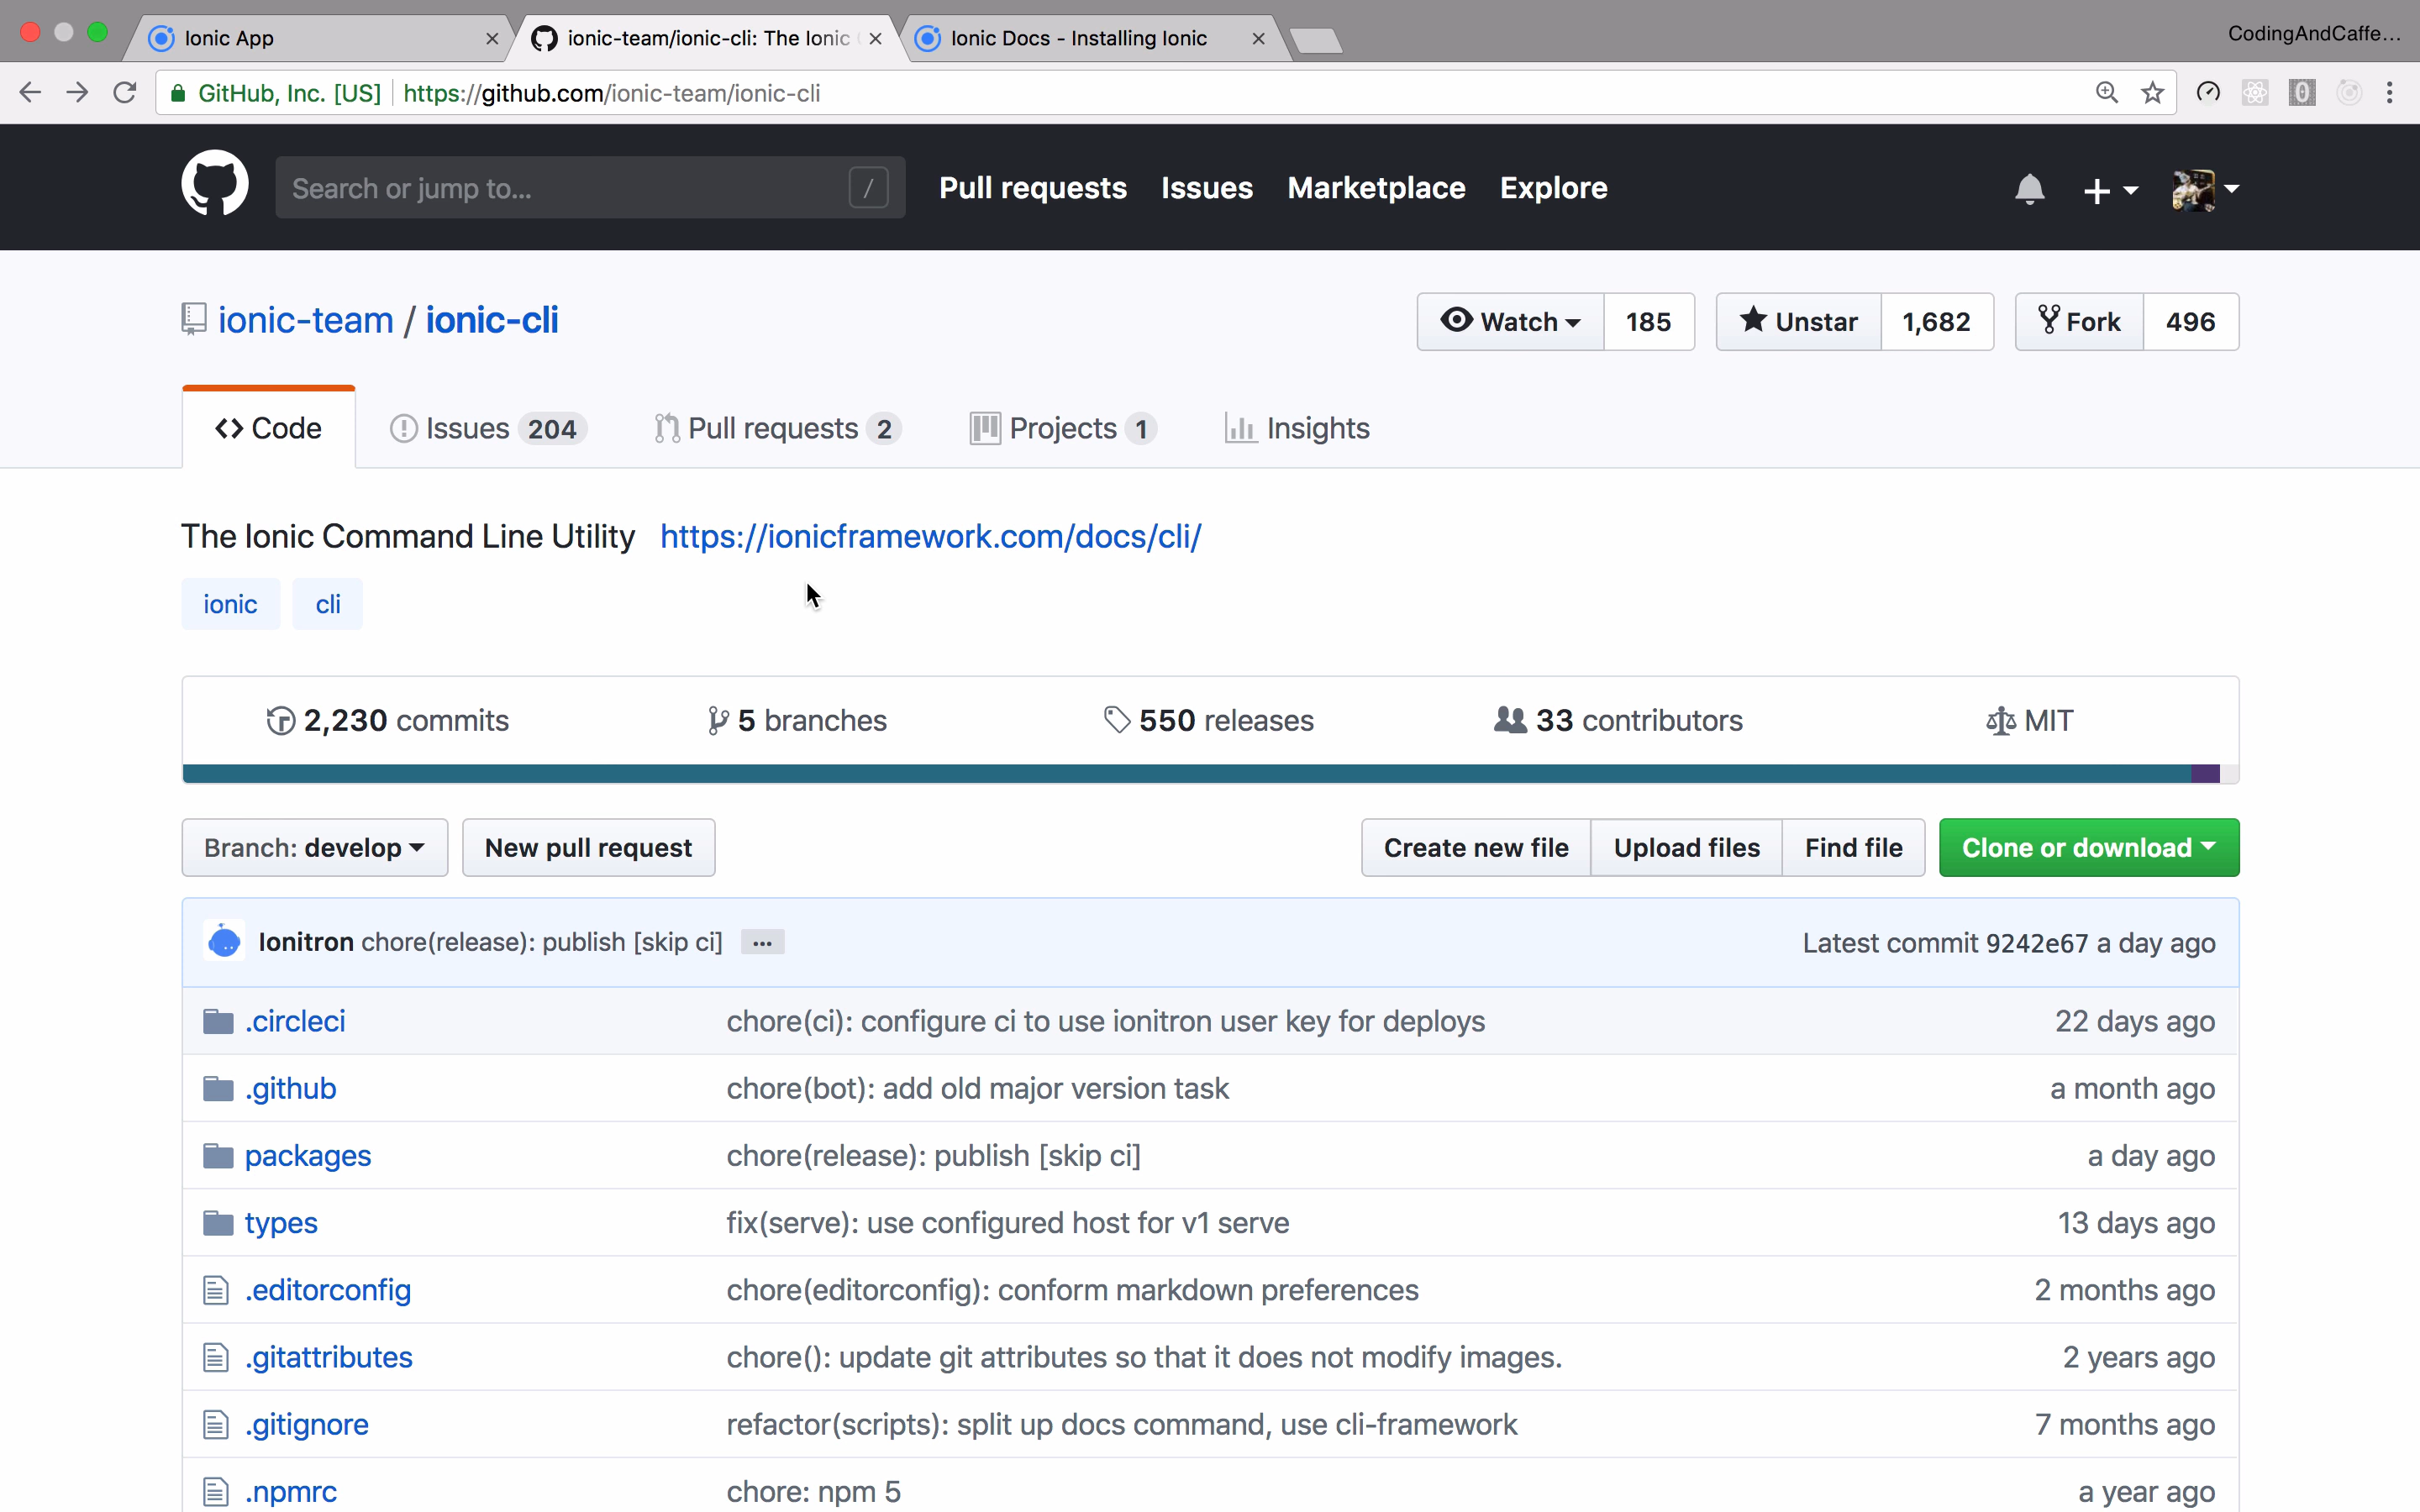 Ionic App
ionic-team/ionic-cli: The Ionic
Ionic Docs - Installing Ionic
CodingAndCaffe...
GitHub, Inc. [US] https://github.com/ionic-team/ionic-cli
Search or jump to... /
Pull requests Issues Marketplace Explore
ionic-team / ionic-cli
Watch 185 Unstar 1,682 Fork 496
Code Issues 204 Pull requests 2 Projects 1 Insights
The Ionic Command Line Utility https://ionicframework.com/docs/cli/
ionic cli
2,230 commits 5 branches 550 releases 33 contributors MIT
Branch: develop New pull request Create new file Upload files Find file Clone or download
Ionitron chore(release): publish [skip ci] ... Latest commit 9242e67 a day ago
.circleci chore(ci): configure ci to use ionitron user key for deploys 22 days ago
.github chore(bot): add old major version task a month ago
packages chore(release): publish [skip ci] a day ago
types fix(serve): use configured host for v1 serve 13 days ago
.editorconfig chore(editorconfig): conform markdown preferences 2 months ago
.gitattributes chore(): update git attributes so that it does not modify images. 2 years ago
.gitignore refactor(scripts): split up docs command, use cli-framework 7 months ago
.npmrc chore: npm 5 a year ago